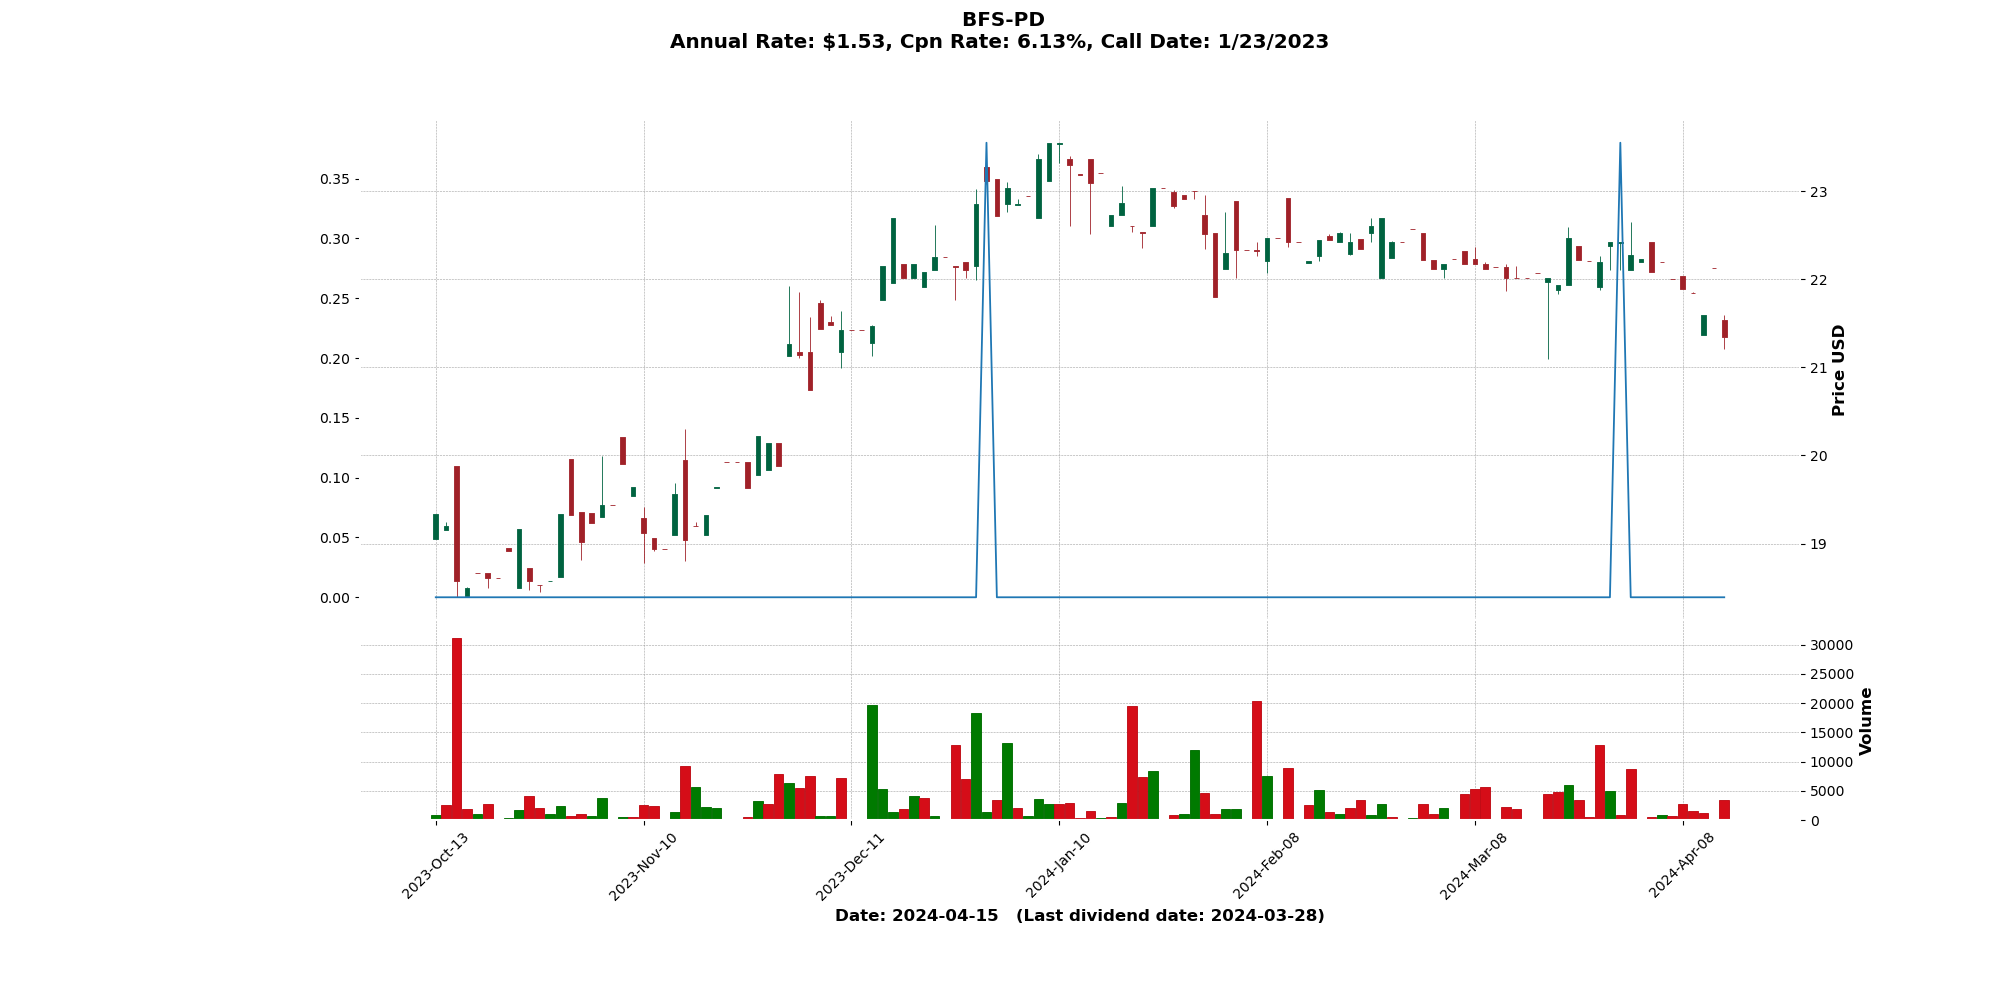 BFS-PD
Annual Rate: $1.53, Cpn Rate: 6.13%, Call Date: 1/23/2023
0.35
0.30
0.25
0.20
0.15
0.10
0.05
0.00
23
22
21
20
19
Price USD
30000
25000
20000
15000
10000
5000
0
Volume
2023-Oct-13
2023-Nov-10
2023-Dec-11
2024-Jan-10
2024-Feb-08
2024-Mar-08
2024-Apr-08
Date: 2024-04-15 (Last dividend date: 2024-03-28)